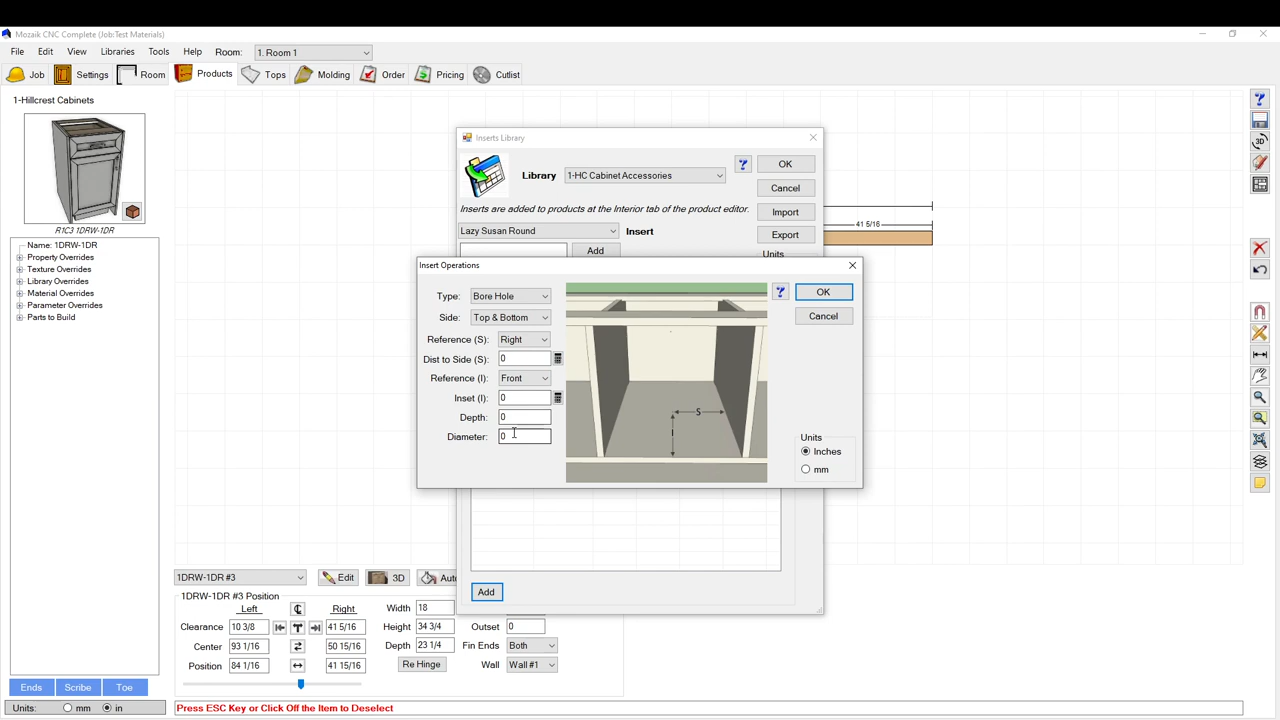 Mozaik CNC Complete (Job:Test Materials)
File Edit View Libraries Tools Help Room: 1. Room 1
Job Settings Room Products Tops Molding Order Pricing Cutlist
1-Hillcrest Cabinets
R1C3 1DRW-1DR
Name: 1DRW-1DR
Property Overrides
Texture Overrides
Library Overrides
Material Overrides
Parameter Overrides
Parts to Build
Ends Scribe Toe
Units: mm in
Inserts Library
Library 1-HC Cabinet Accessories ? OK
Cancel
Inserts are added to products at the Interior tab of the product editor.
Import
Lazy Susan Round Insert Export
Add
Units
41 5/16
Insert Operations
Type: Bore Hole ? OK
Side: Top & Bottom Cancel
Reference (S): Right
Dist to Side (S): 0
Reference (I): Front
Inset (I): 0
Depth: 0
Diameter: 0
S
I
Units
Inches
mm
Add
1DRW-1DR #3 Edit 3D Auto
1DRW-1DR #3 Position
Left Right Width 18
Clearance 10 3/8 41 5/16 Height 34 3/4 Outset 0
Center 93 1/16 50 15/16 Depth 23 1/4 Fin Ends Both
Position 84 1/16 41 15/16 Re Hinge Wall Wall #1
Press ESC Key or Click Off the Item to Deselect
?
3D